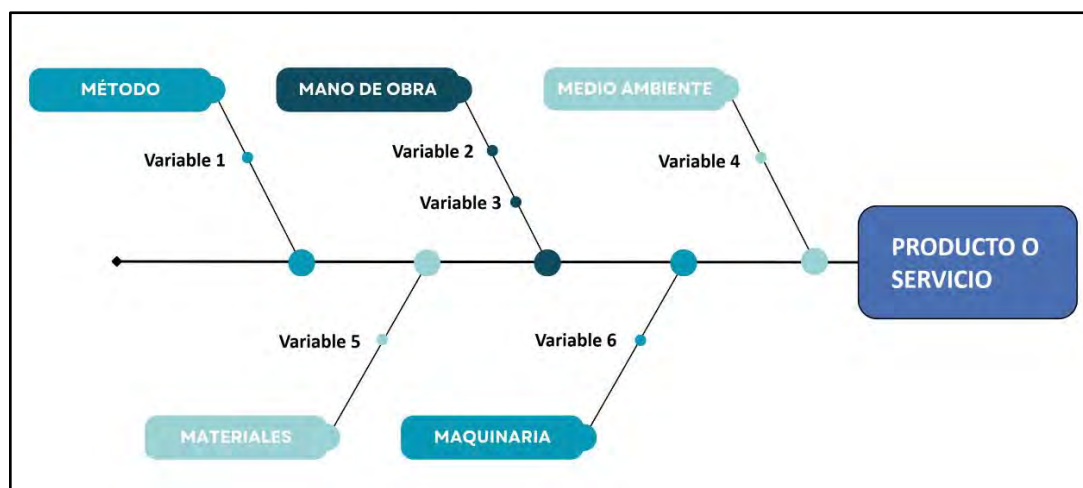 MÉTODO
MANO DE OBRA
MEDIO AMBIENTE
Variable 1
Variable 2
Variable 4
Variable 3
PRODUCTO O
SERVICIO
Variable 5
Variable 6
MATERIALES
MAQUINARIA